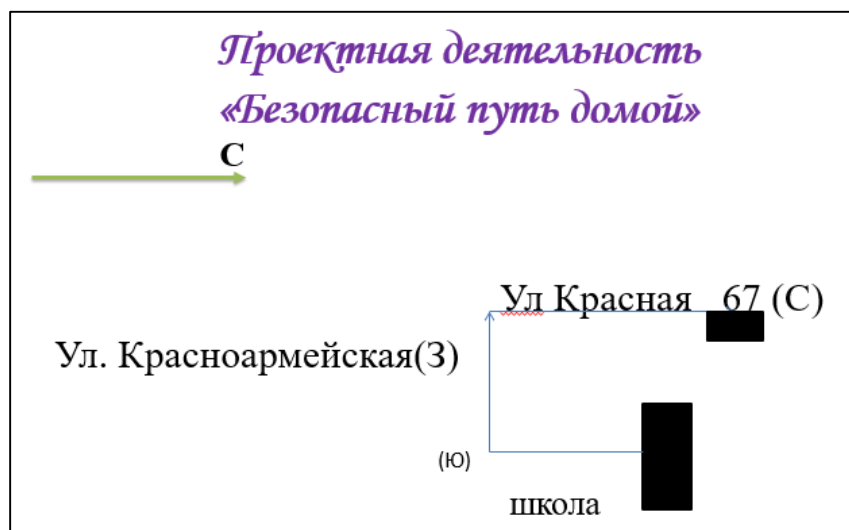 Проектная деятельность
«Безопасный путь домой»
С
Ул Красная 67 (С)
Ул. Красноармейская(З)
(Ю)
школа